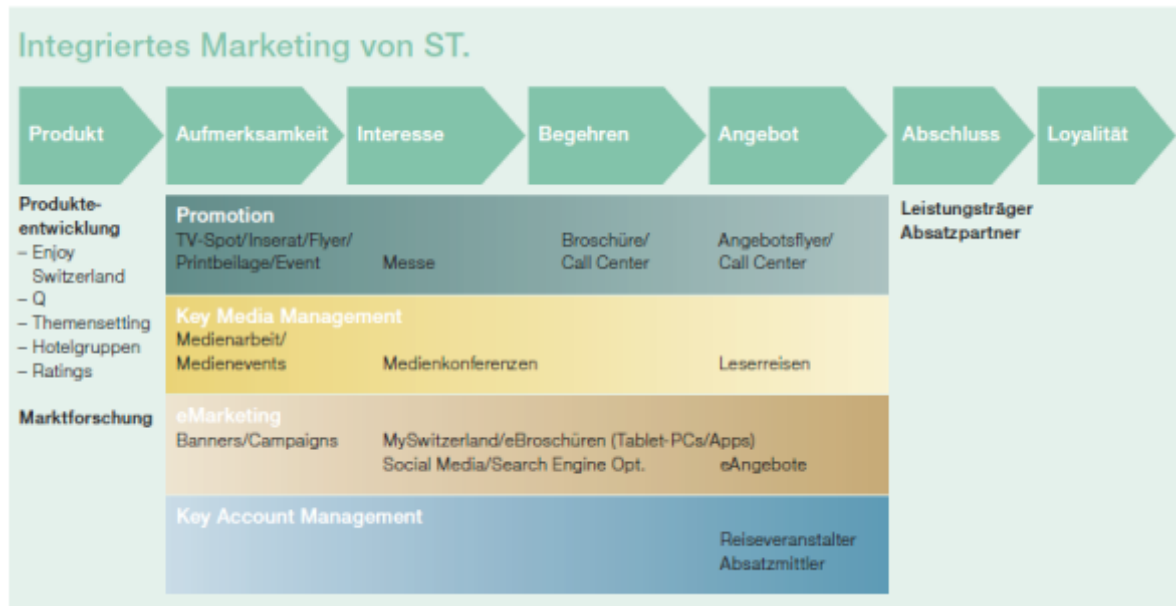 Integriertes Marketing von ST.
Produkt
Aufmerksamkeit
Interesse
Begehren
Angebot
Abschluss
Loyalität
Produkte-
entwicklung
– Enjoy
Switzerland
– Q
– Themensetting
– Hotelgruppen
– Ratings
Marktforschung
Promotion
TV-Spot/Inserat/Flyer/
Printbeilage/Event
Messe
Broschüre/
Call Center
Angebotsflyer/
Call Center
Key Media Management
Medienarbeit/
Medienevents
Medienkonferenzen
Leserreisen
eMarketing
Banners/Campaigns
MySwitzerland/eBroschüren (Tablet-PCs/Apps)
Social Media/Search Engine Opt.
eAngebote
Key Account Management
Reiseveranstalter
Absatzmittler
Leistungsträger
Absatzpartner